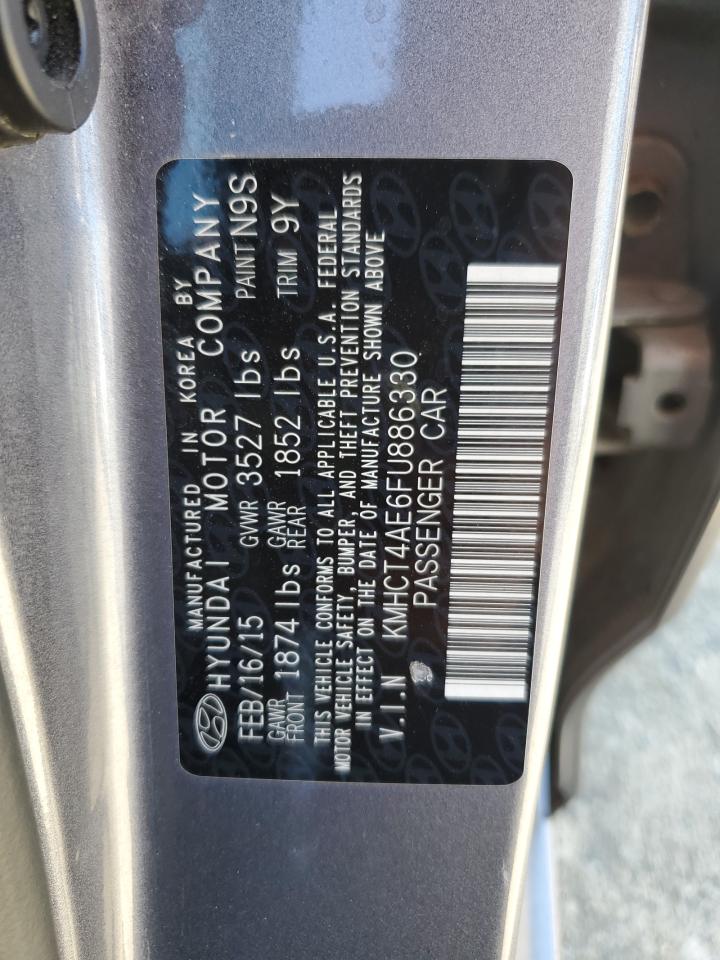 MANUFACTURED IN KOREA BY
HYUNDAI MOTOR COMPANY
FEB/16/15 GVWR 3527 lbs PAINT N9S
GAWR FRONT 1874 lbs GAWR REAR 1852 lbs TRIM 9Y
THIS VEHICLE CONFORMS TO ALL APPLICABLE U.S.A. FEDERAL
MOTOR VEHICLE SAFETY, BUMPER, AND THEFT PREVENTION STANDARDS
IN EFFECT ON THE DATE OF MANUFACTURE SHOWN ABOVE
V.I.N KMHCT4AE6FU886330
PASSENGER CAR